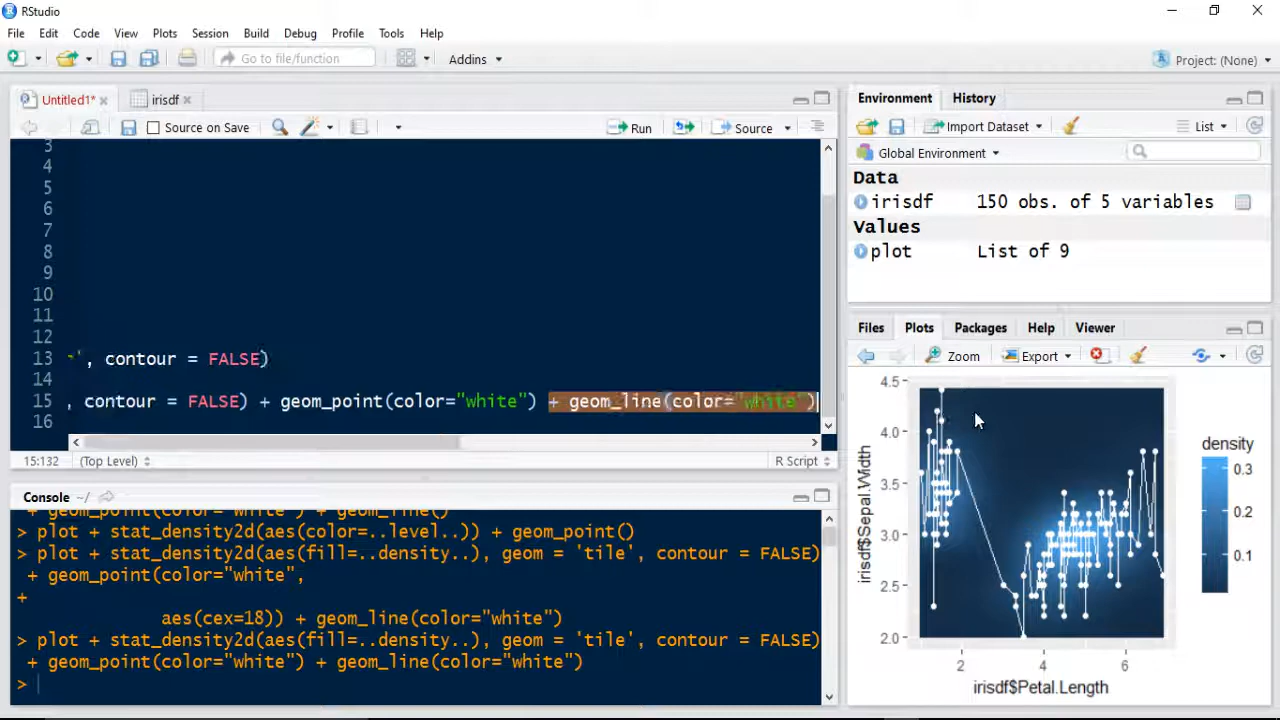 RStudio
File Edit Code View Plots Session Build Debug Profile Tools Help
Go to file/function
Addins
Project: (None)
Untitled1*
irisdf
Source on Save
Run
Source
3
4
5
6
7
8
9
10
11
12
13 ', contour = FALSE)
14
15 , contour = FALSE) + geom_point(color="white") + geom_line(color="white")
16
15:132 (Top Level) R Script
Console ~/
+ geom_point(color="white") + geom_line()
> plot + stat_density2d(aes(color=..level..)) + geom_point()
> plot + stat_density2d(aes(fill=..density..), geom = 'tile', contour = FALSE)
+ geom_point(color="white",
+
aes(cex=18)) + geom_line(color="white")
> plot + stat_density2d(aes(fill=..density..), geom = 'tile', contour = FALSE)
+ geom_point(color="white") + geom_line(color="white")
>
Environment History
Import Dataset
List
Global Environment
Data
irisdf 150 obs. of 5 variables
Values
plot List of 9
Files Plots Packages Help Viewer
Zoom Export
4.5
4.0
3.5
3.0
2.5
2.0
irisdf$Sepal.Width
2 4 6
irisdf$Petal.Length
density
0.3
0.2
0.1